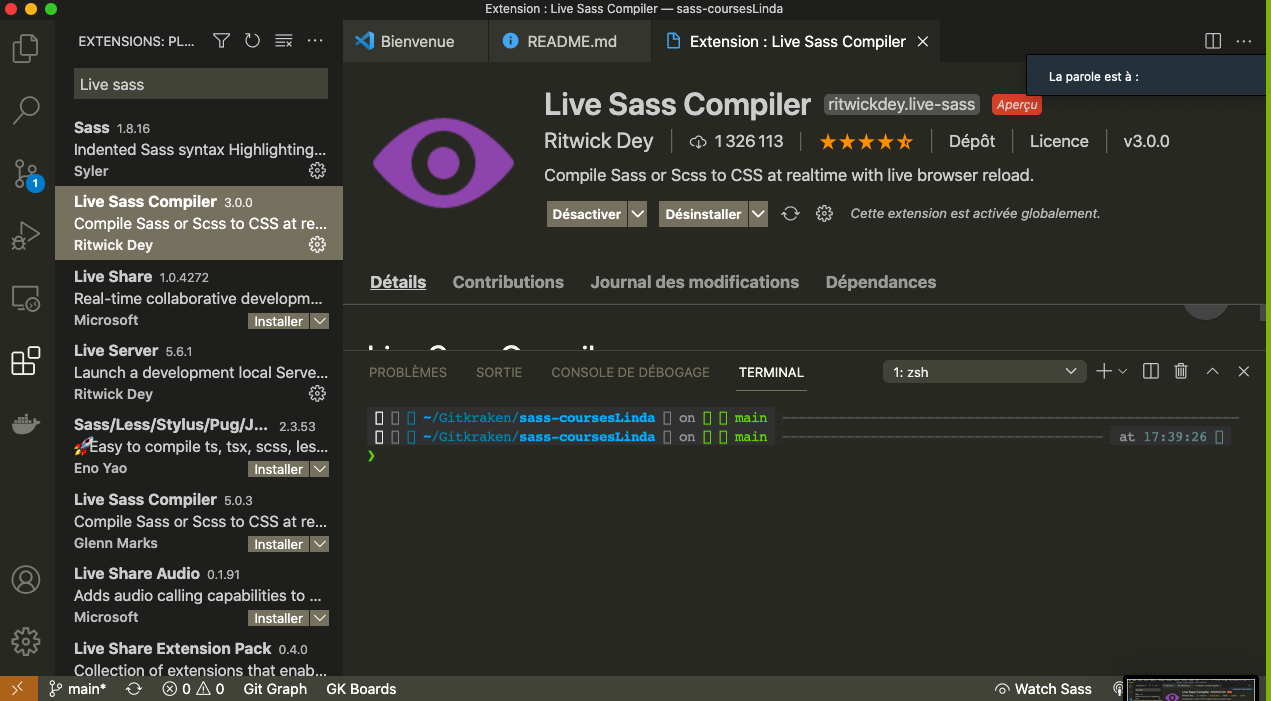 Extension : Live Sass Compiler — sass-coursesLinda
EXTENSIONS: PL...
Live sass
Sass 1.8.16
Indented Sass syntax Highlighting...
Syler
Live Sass Compiler 3.0.0
Compile Sass or Scss to CSS at re...
Ritwick Dey
Live Share 1.0.4272
Real-time collaborative developm...
Microsoft Installer
Live Server 5.6.1
Launch a development local Serve...
Ritwick Dey
Sass/Less/Stylus/Pug/J... 2.3.53
🚀Easy to compile ts, tsx, scss, les...
Eno Yao Installer
Live Sass Compiler 5.0.3
Compile Sass or Scss to CSS at re...
Glenn Marks Installer
Live Share Audio 0.1.91
Adds audio calling capabilities to ...
Microsoft Installer
Live Share Extension Pack 0.4.0
Collection of extensions that enab...
1
Bienvenue README.md Extension : Live Sass Compiler
La parole est à :
Live Sass Compiler ritwickdey.live-sass Aperçu
Ritwick Dey 1 326 113 Dépôt Licence v3.0.0
Compile Sass or Scss to CSS at realtime with live browser reload.
Désactiver Désinstaller Cette extension est activée globalement.
Détails Contributions Journal des modifications Dépendances
PROBLÈMES SORTIE CONSOLE DE DÉBOGAGE TERMINAL 1: zsh
~/Gitkraken/sass-coursesLinda on main
~/Gitkraken/sass-coursesLinda on main at 17:39:26
❯
main* 0 0 Git Graph GK Boards Watch Sass